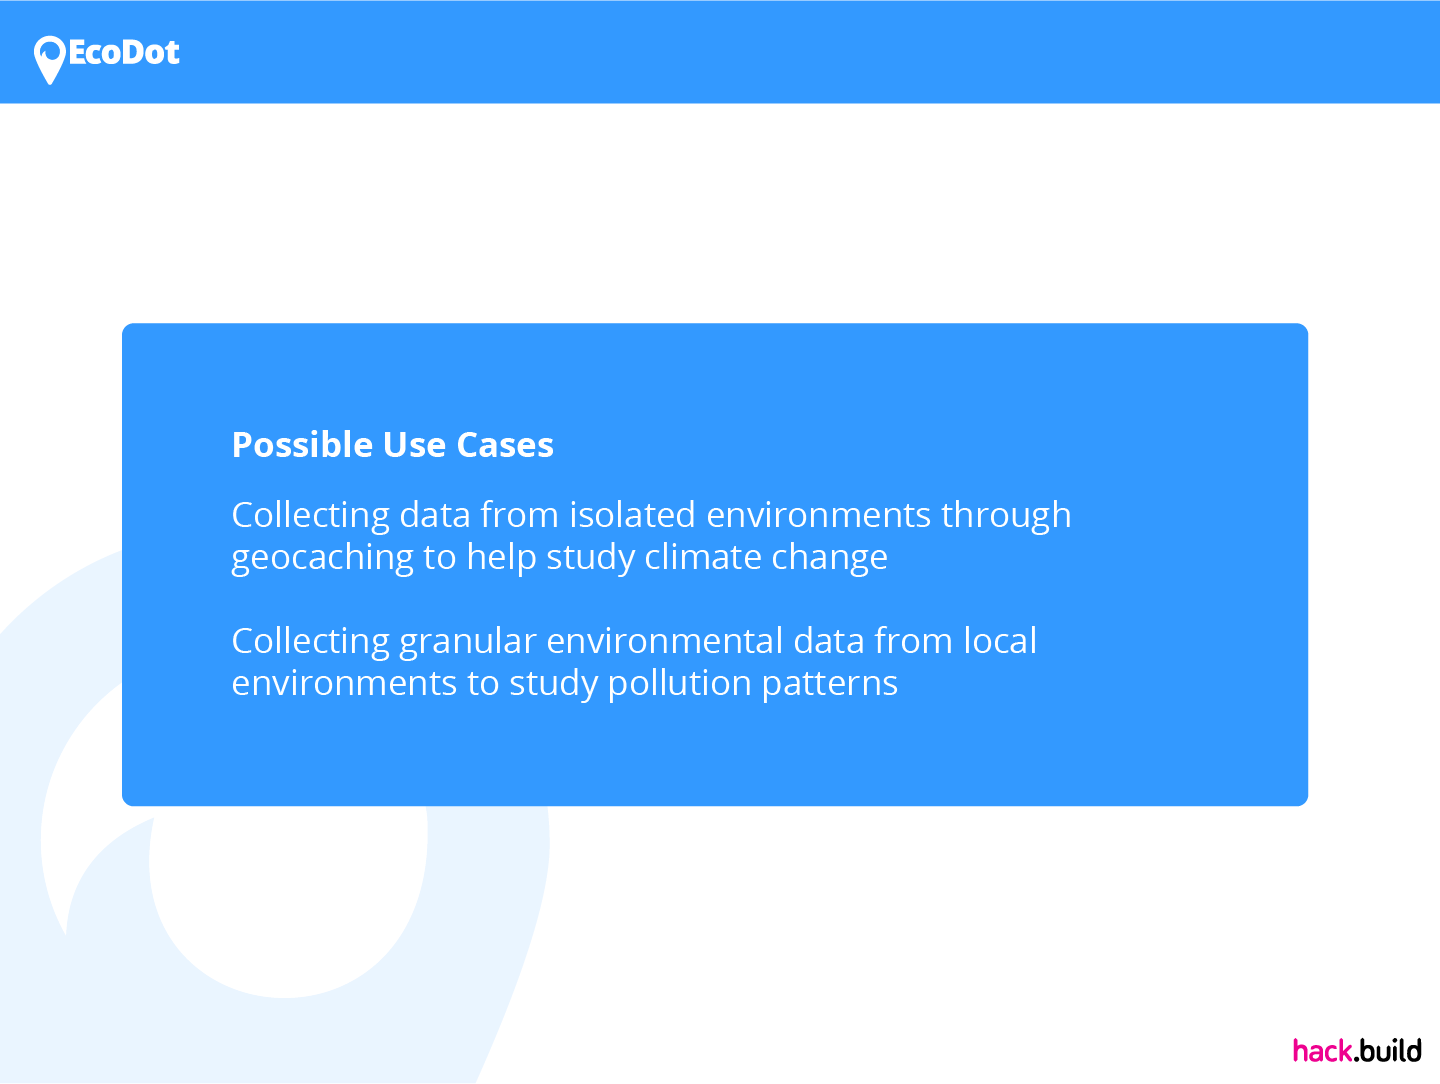 EcoDot
Possible Use Cases
Collecting data from isolated environments through
geocaching to help study climate change
Collecting granular environmental data from local
environments to study pollution patterns
hack.build